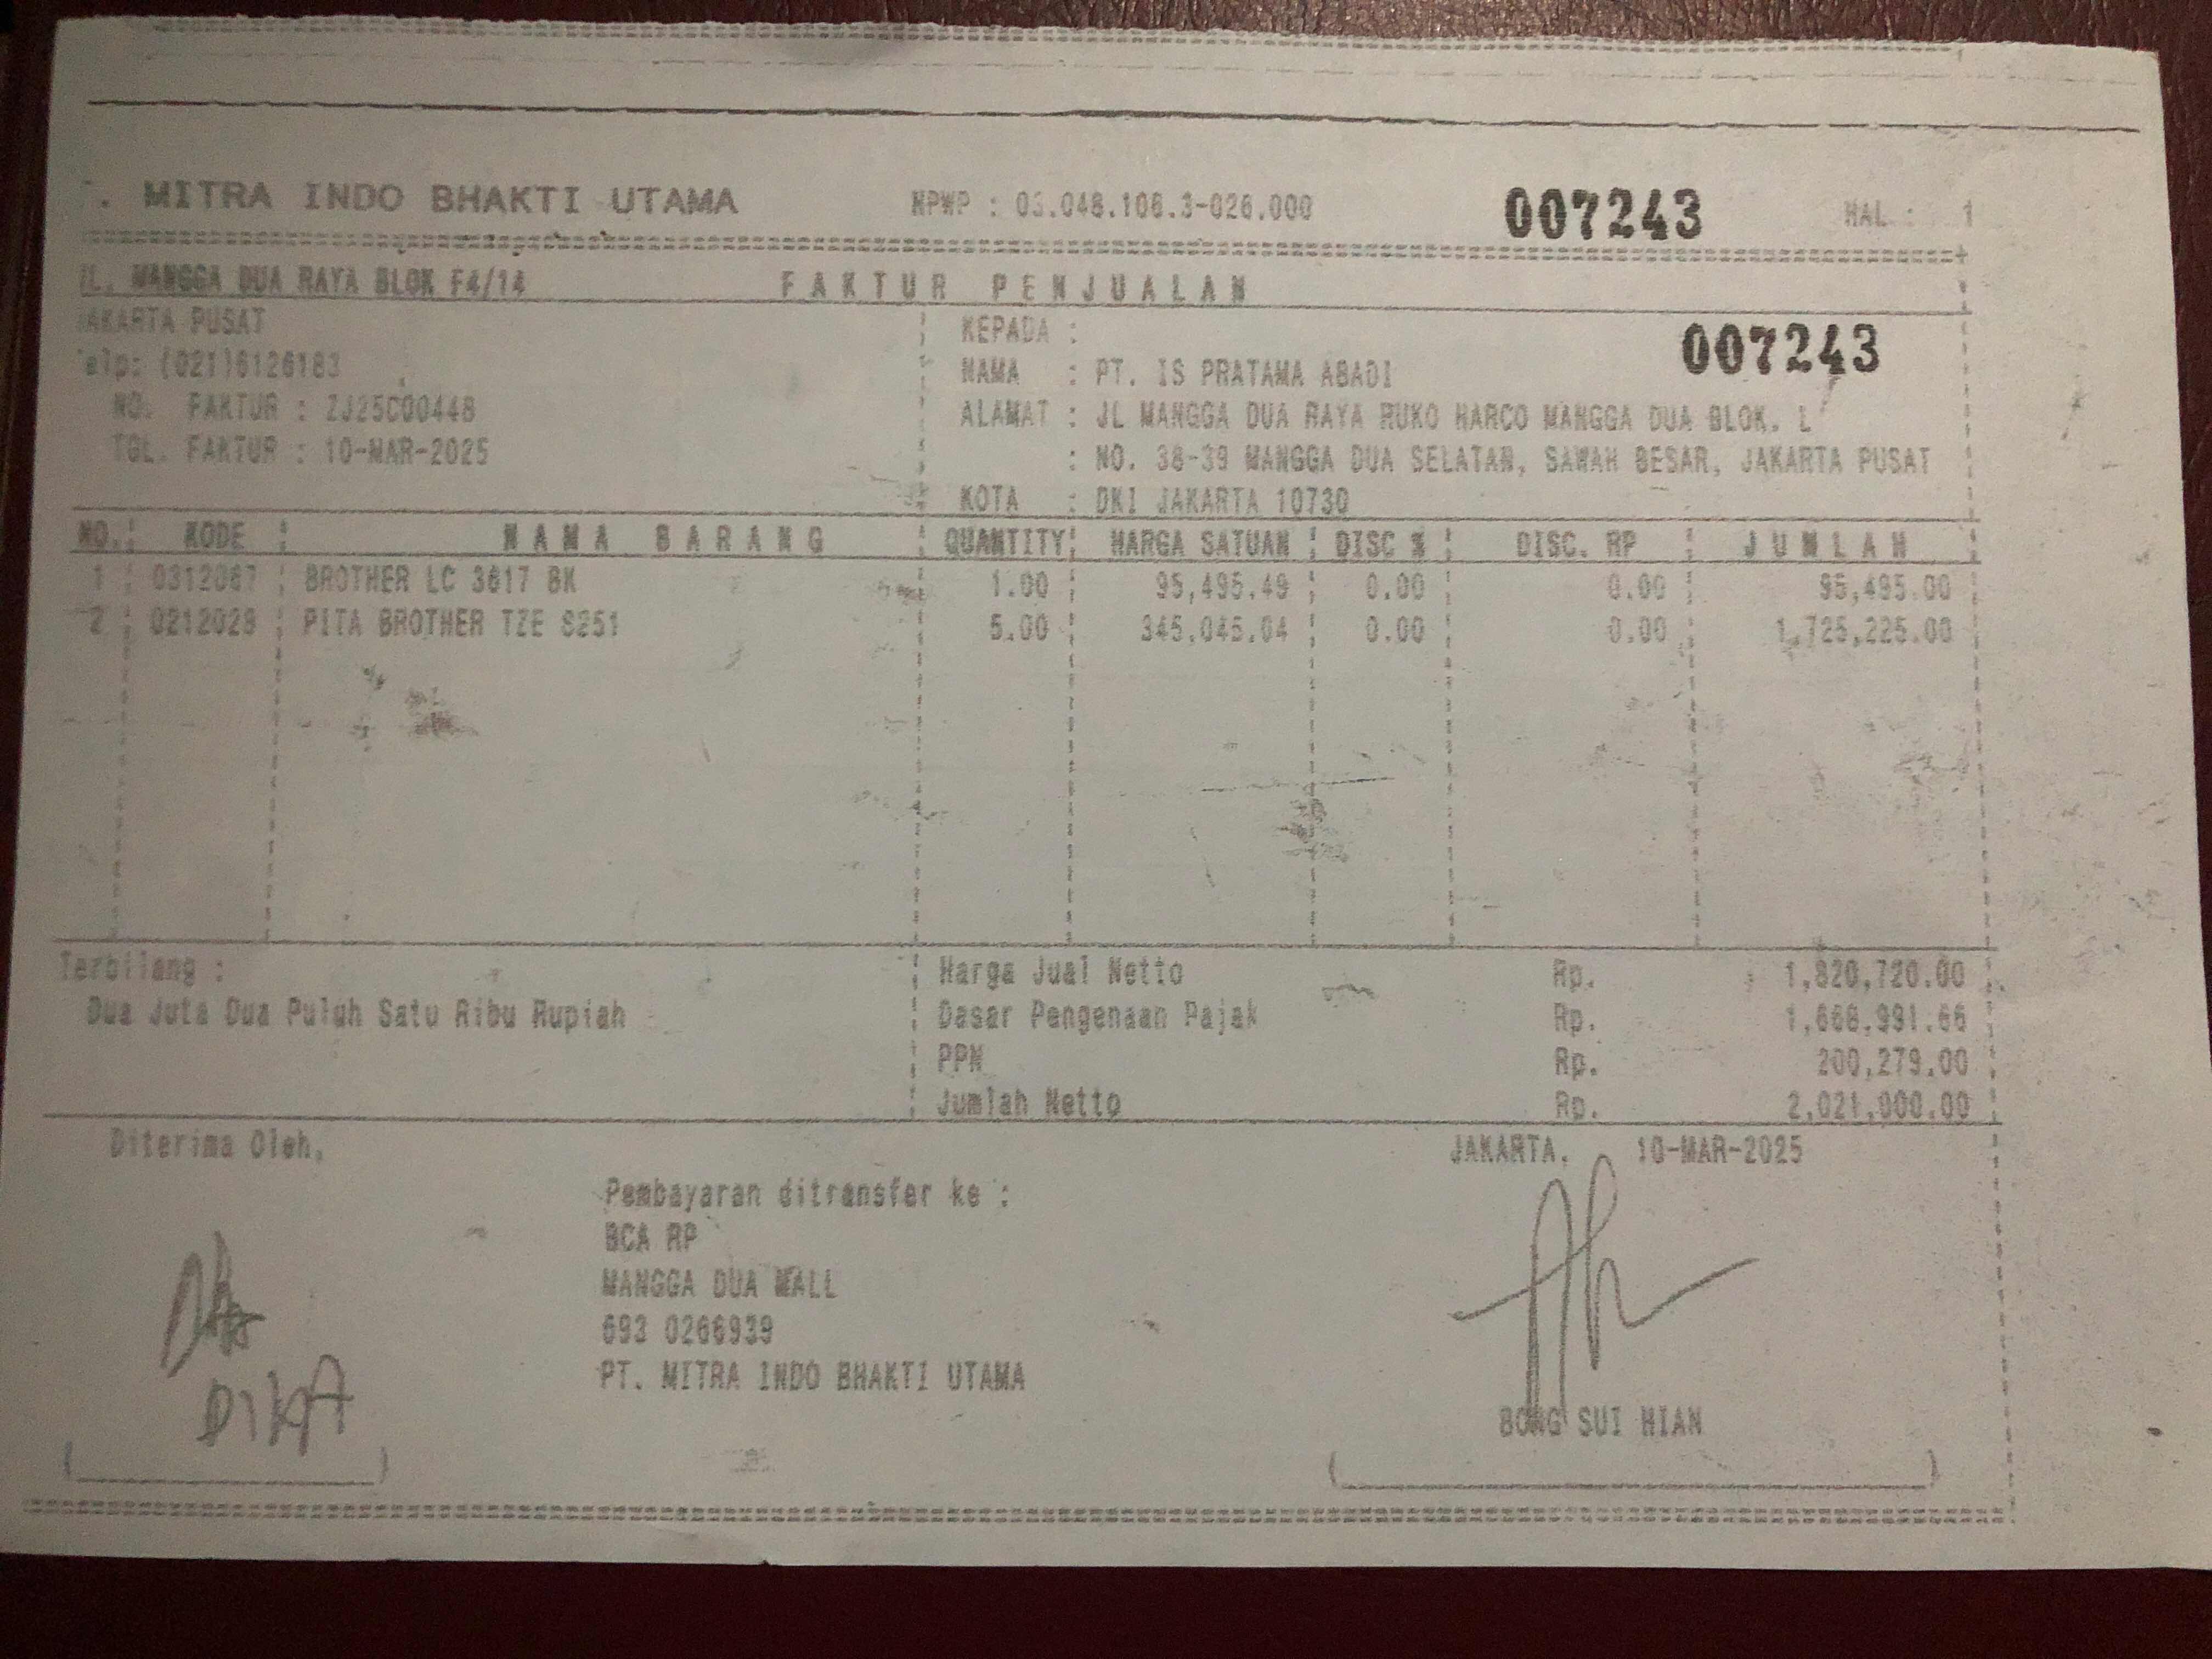 . MITRA INDO BHAKTI UTAMA NPWP : 03.048.106.3-026.000 007243 HAL : 1
JL. MANGGA DUA RAYA BLOK F4/14 FAKTUR PENJUALAN
JAKARTA PUSAT KEPADA : 007243
Telp: (021)6126183 NAMA : PT. IS PRATAMA ABADI
NO. FAKTUR : ZJ25C00448 ALAMAT : JL MANGGA DUA RAYA RUKO HARCO MANGGA DUA BLOK. L
TGL. FAKTUR : 10-MAR-2025 : NO. 38-39 MANGGA DUA SELATAN, SAWAH BESAR, JAKARTA PUSAT
KOTA : DKI JAKARTA 10730
NO. KODE NAMA BARANG QUANTITY HARGA SATUAN DISC % DISC. RP JUMLAH
1 0312067 BROTHER LC 3617 BK 1.00 95,495.49 0.00 0.00 95,495.00
2 0212029 PITA BROTHER TZE S251 5.00 345,045.04 0.00 0.00 1,725,225.00
Terbilang : Harga Jual Netto Rp. 1,820,720.00
Dua Juta Dua Puluh Satu Ribu Rupiah Dasar Pengenaan Pajak Rp. 1,668,991.66
PPN Rp. 200,279.00
Jumlah Netto Rp. 2,021,000.00
Diterima Oleh, JAKARTA, 10-MAR-2025
Pembayaran ditransfer ke :
BCA RP
MANGGA DUA MALL
693 0266939
PT. MITRA INDO BHAKTI UTAMA
DIKA
BONG SUI HIAN